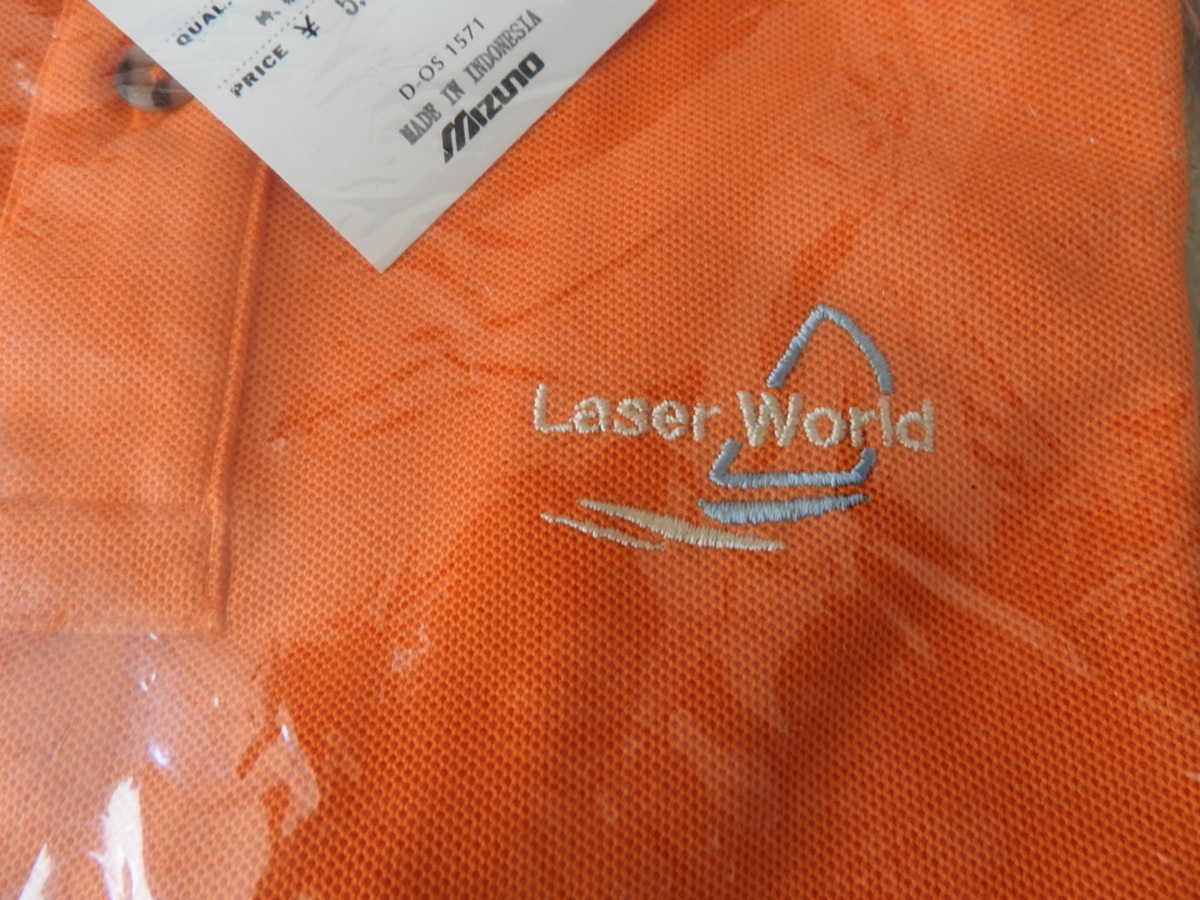 QUAL.
PRICE
D-OS 1571
MADE IN INDONESIA
Mizuno
Laser World